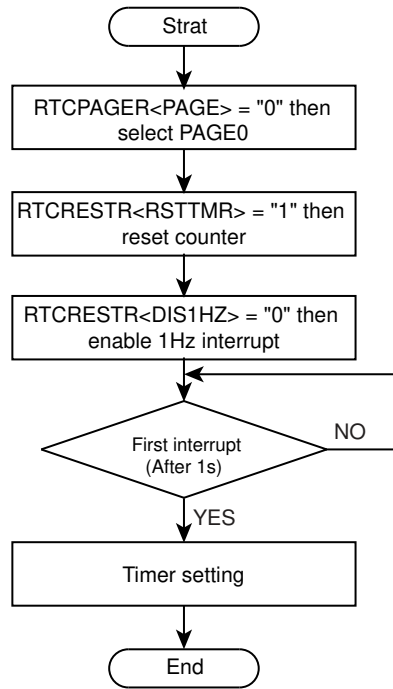 Strat
RTCPAGER<PAGE> = "0" then
select PAGE0
RTCRESTR<RSTTMR> = "1" then
reset counter
RTCRESTR<DIS1HZ> = "0" then
enable 1Hz interrupt
First interrupt
(After 1s)
NO
YES
Timer setting
End